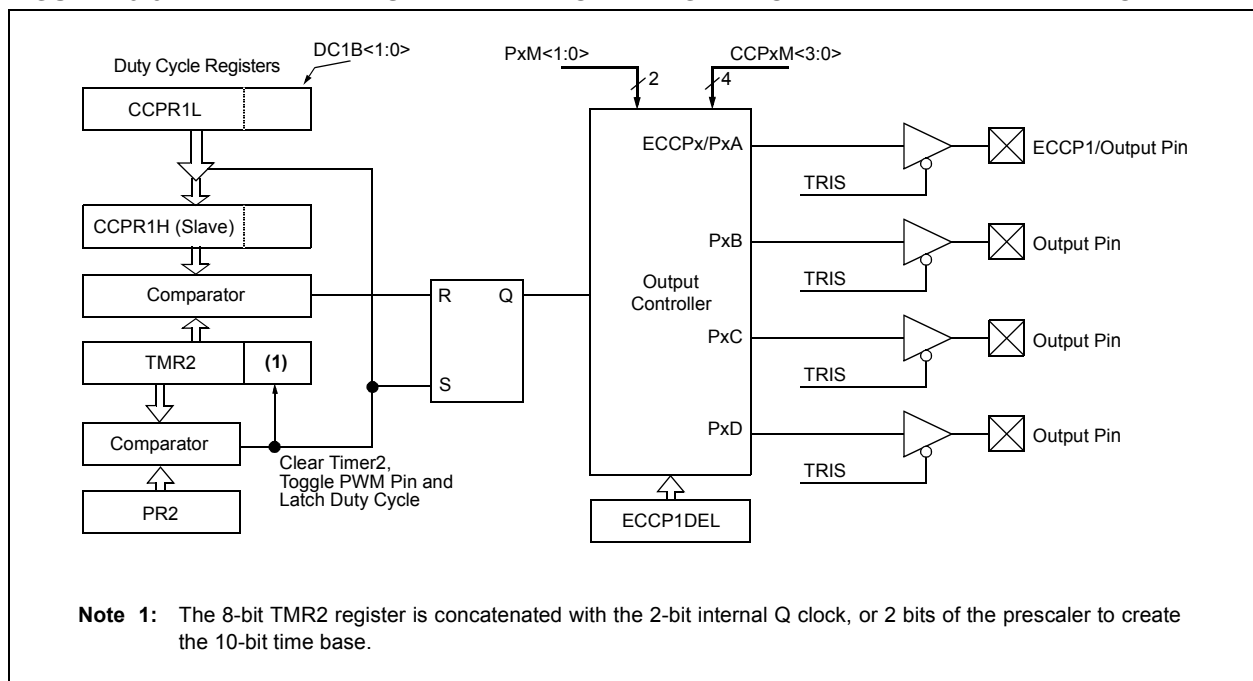 DC1B<1:0>
Duty Cycle Registers
CCPR1L
CCPR1H (Slave)
Comparator
TMR2
(1)
Comparator
PR2
Clear Timer2,
Toggle PWM Pin and
Latch Duty Cycle
R
Q
S
PxM<1:0>
2
CCPxM<3:0>
4
ECCPx/PxA
PxB
Output
Controller
PxC
PxD
ECCP1DEL
TRIS
ECCP1/Output Pin
TRIS
Output Pin
TRIS
Output Pin
TRIS
Output Pin
Note 1: The 8-bit TMR2 register is concatenated with the 2-bit internal Q clock, or 2 bits of the prescaler to create
the 10-bit time base.